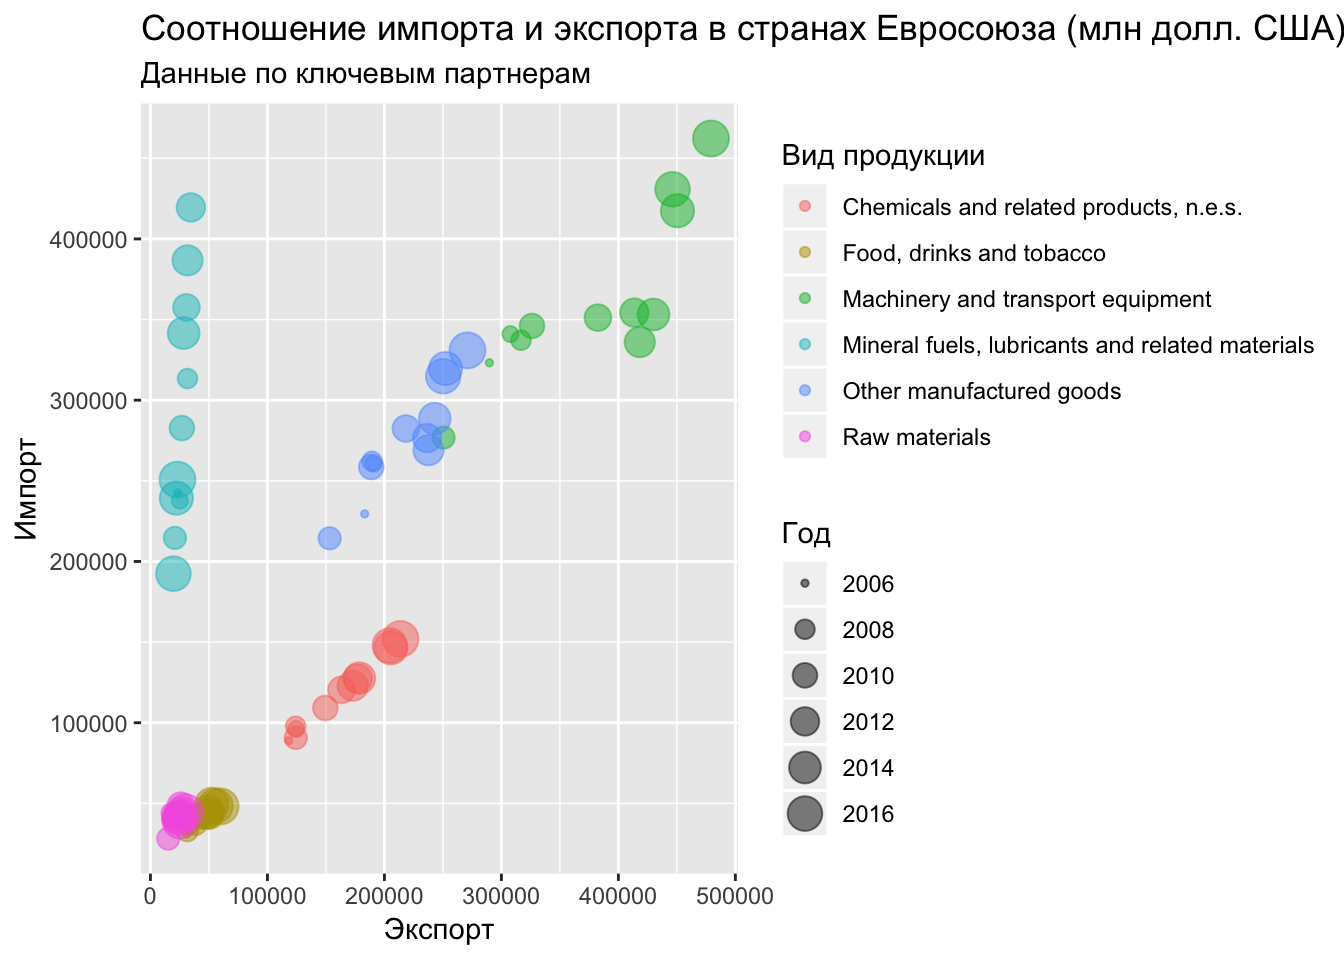 Соотношение импорта и экспорта в странах Евросоюза (млн долл. США)
Данные по ключевым партнерам
Вид продукции
Chemicals and related products, n.e.s.
Food, drinks and tobacco
Machinery and transport equipment
Mineral fuels, lubricants and related materials
Other manufactured goods
Raw materials
Год
2006
2008
2010
2012
2014
2016
Импорт
400000
300000
200000
100000
0
100000
200000
300000
400000
500000
Экспорт